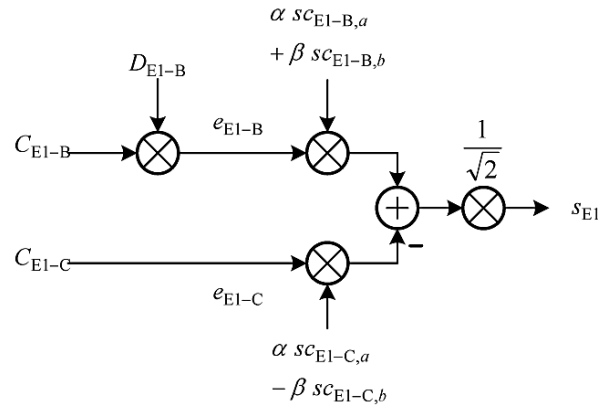 α sc_E1–B,a
+ β sc_E1–B,b
D_E1–B
C_E1–B
e_E1–B
1
√2
+
s_E1
–
C_E1–C
e_E1–C
α sc_E1–C,a
– β sc_E1–C,b